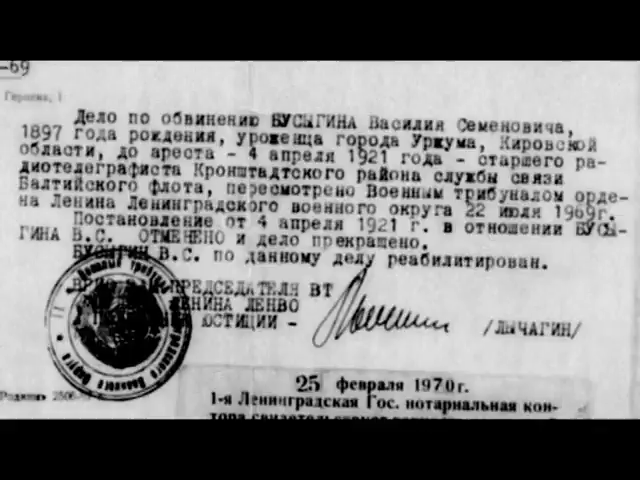 -69
Дело по обвинению БУСЫГИНА Василия Семеновича,
1897 года рождения, уроженца города Уржума, Кировской
области, до ареста - 4 апреля 1921 года - старшего ра-
диотелеграфиста Кронштадтского района службы связи
Балтийского флота, пересмотрено Военным трибуналом орде-
на Ленина Ленинградского военного округа 22 июля 1969г.
Постановление от 4 апреля 1921 г. в отношении БУСЫ-
ГИНА В.С. ОТМЕНЕНО и дело прекращено.
БУСЫГИН В.С. по данному делу реабилитирован.
ПРЕДСЕДАТЕЛЯ ВТ
ЛЕНИНА ЛЕНВО
ЮСТИЦИИ -
/ЛЫЧАГИН/
25 февраля 1970 г.
1-я Ленинградская Гос. нотариальная кон-
тора свидетельствует